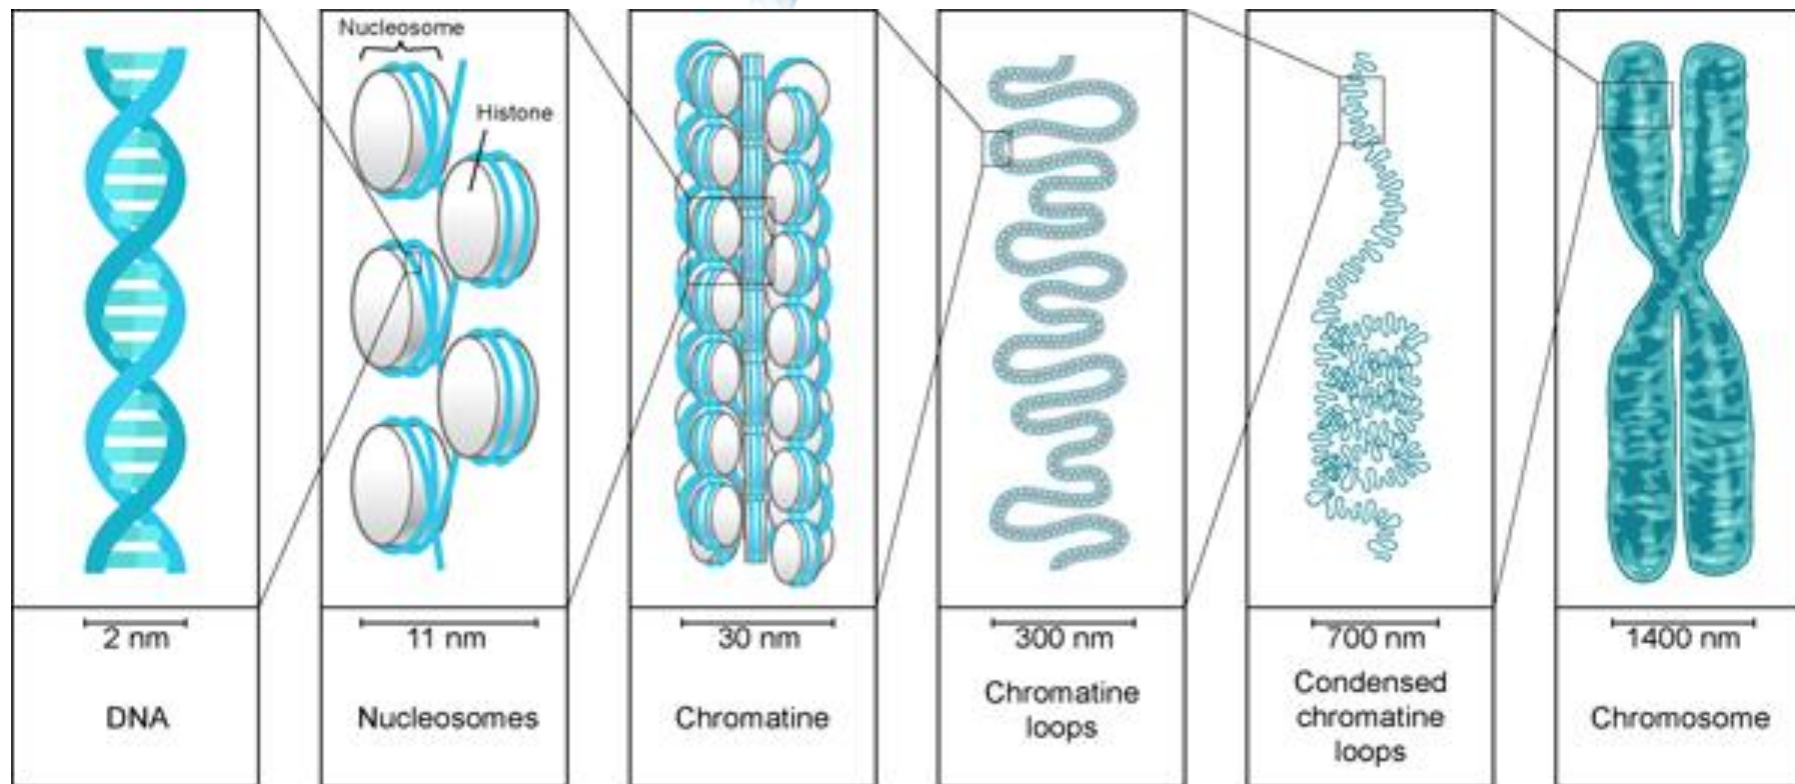 Nucleosome
Histone
2 nm
11 nm
30 nm
300 nm
700 nm
1400 nm
DNA
Nucleosomes
Chromatine
Chromatine
loops
Condensed
chromatine
loops
Chromosome